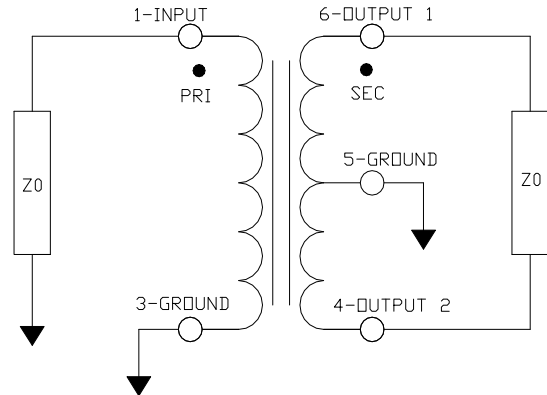 1-INPUT
6-OUTPUT 1
PRI
SEC
5-GROUND
Z0
Z0
3-GROUND
4-OUTPUT 2